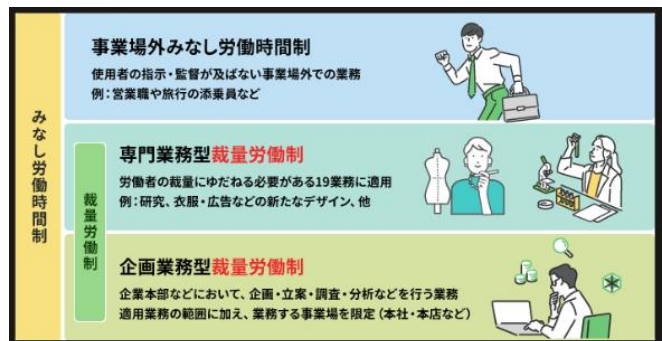 みなし労働時間制
事業場外みなし労働時間制
使用者の指示・監督が及ばない事業場外での業務
例：営業職や旅行の添乗員など
裁量労働制
専門業務型裁量労働制
労働者の裁量にゆだねる必要がある19業務に適用
例：研究、衣服・広告などの新たなデザイン、他
企画業務型裁量労働制
企業本部などにおいて、企画・立案・調査・分析などを行う業務
適用業務の範囲に加え、業務する事業場を限定（本社・本店など）